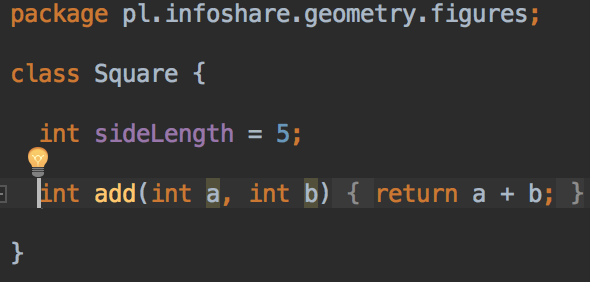 package pl.infoshare.geometry.figures;
class Square {
int sideLength = 5;
int add(int a, int b) { return a + b; }
}